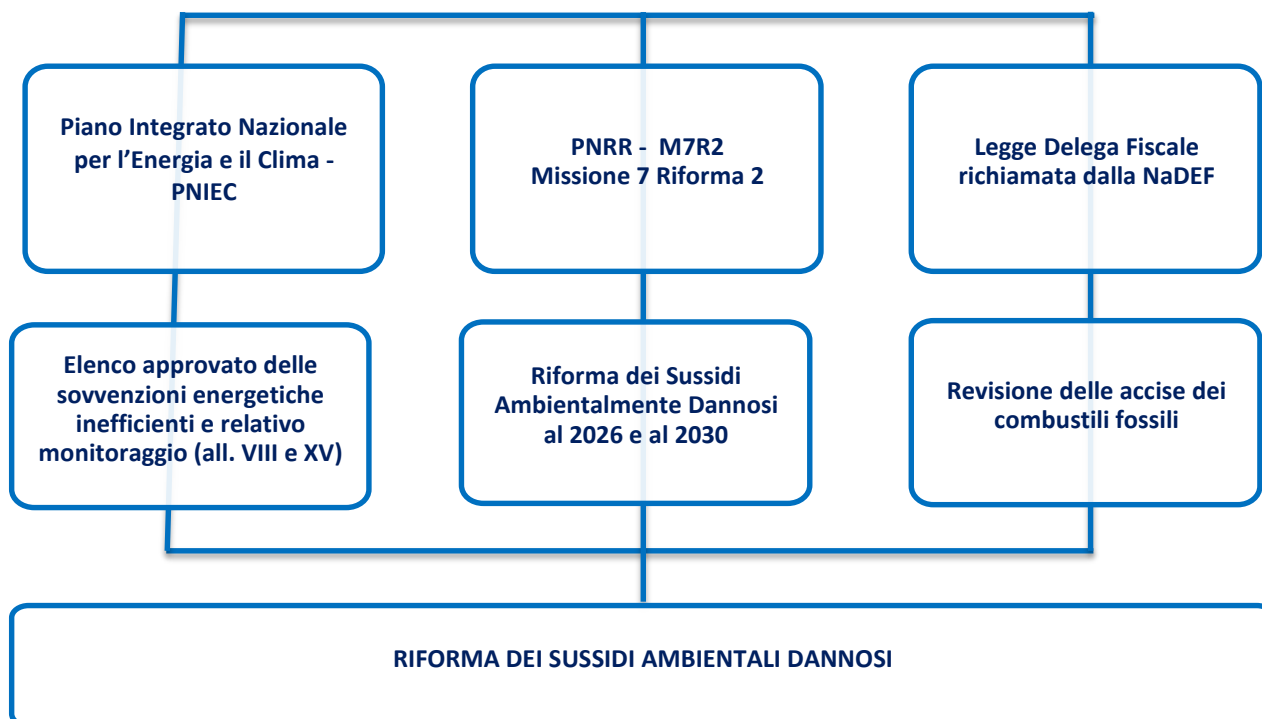 Piano Integrato Nazionale
per l'Energia e il Clima -
PNIEC
PNRR - M7R2
Missione 7 Riforma 2
Legge Delega Fiscale
richiamata dalla NaDEF
Elenco approvato delle
sovvenzioni energetiche
inefficienti e relativo
monitoraggio (all. VIII e XV)
Riforma dei Sussidi
Ambientalmente Dannosi
al 2026 e al 2030
Revisione delle accise dei
combustili fossili
RIFORMA DEI SUSSIDI AMBIENTALI DANNOSI